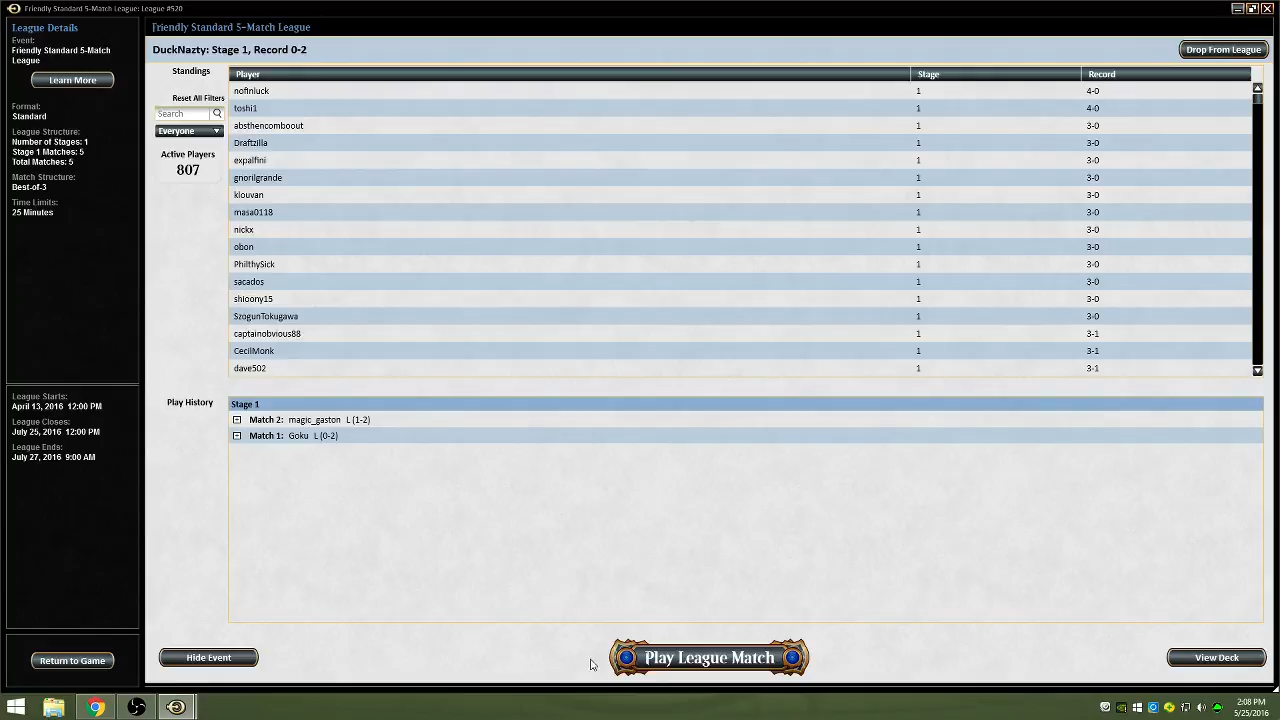 Friendly Standard 5-Match League: League #520
League Details
Event:
Friendly Standard 5-Match
League
Learn More
Format:
Standard
League Structure:
Number of Stages: 1
Stage 1 Matches: 5
Total Matches: 5
Match Structure:
Best-of-3
Time Limits:
25 Minutes
League Starts:
April 13, 2016 12:00 PM
League Closes:
July 25, 2016 12:00 PM
League Ends:
July 27, 2016 9:00 AM
Return to Game
Friendly Standard 5-Match League
DuckNazty: Stage 1, Record 0-2
Drop From League
Standings
Reset All Filters
Search
Everyone
Active Players
807
Player Stage Record
nofinluck 1 4-0
toshi1 1 4-0
absthencomboout 1 3-0
Draftzilla 1 3-0
expalfini 1 3-0
gnorilgrande 1 3-0
klouvan 1 3-0
masa0118 1 3-0
nickx 1 3-0
obon 1 3-0
PhilthySick 1 3-0
sacados 1 3-0
shioony15 1 3-0
SzogunTokugawa 1 3-0
captainobvious88 1 3-1
CecilMonk 1 3-1
dave502 1 3-1
Play History
Stage 1
Match 2: magic_gaston L (1-2)
Match 1: Goku L (0-2)
Hide Event
Play League Match
View Deck
2:08 PM
5/25/2016